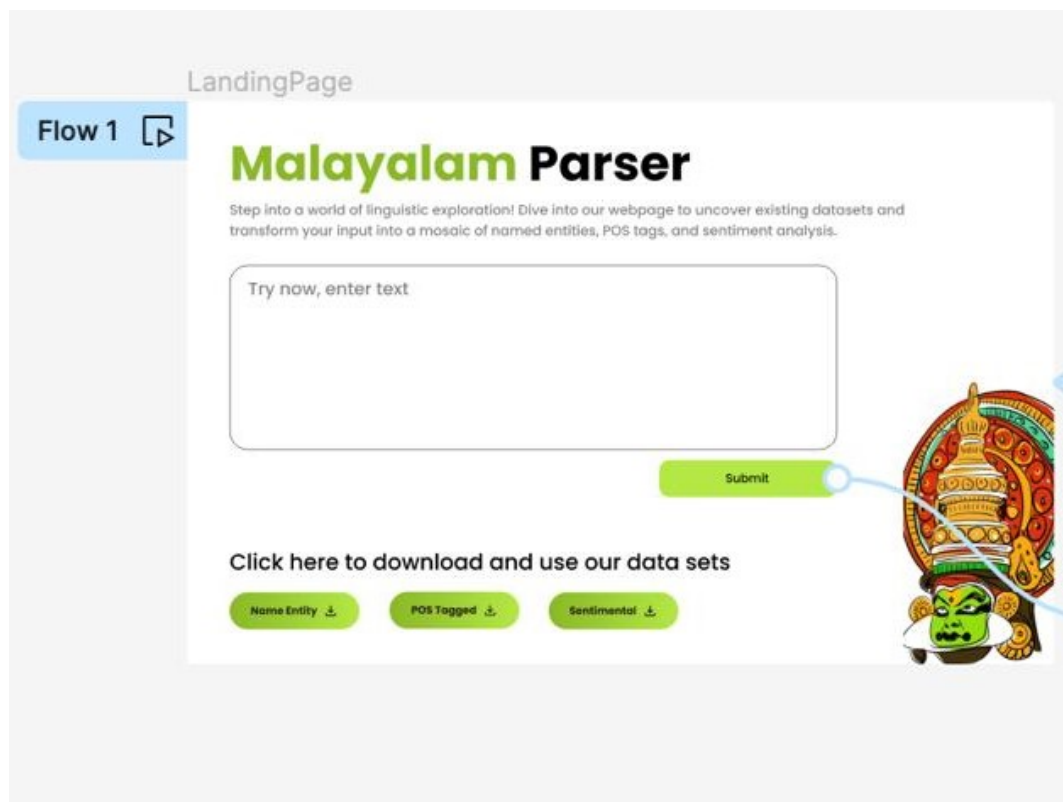 LandingPage
Flow 1
Malayalam Parser
Step into a world of linguistic exploration! Dive into our webpage to uncover existing datasets and
transform your input into a mosaic of named entities, POS tags, and sentiment analysis.
Try now, enter text
Submit
Click here to download and use our data sets
Name Entity
POS Tagged
Sentimental